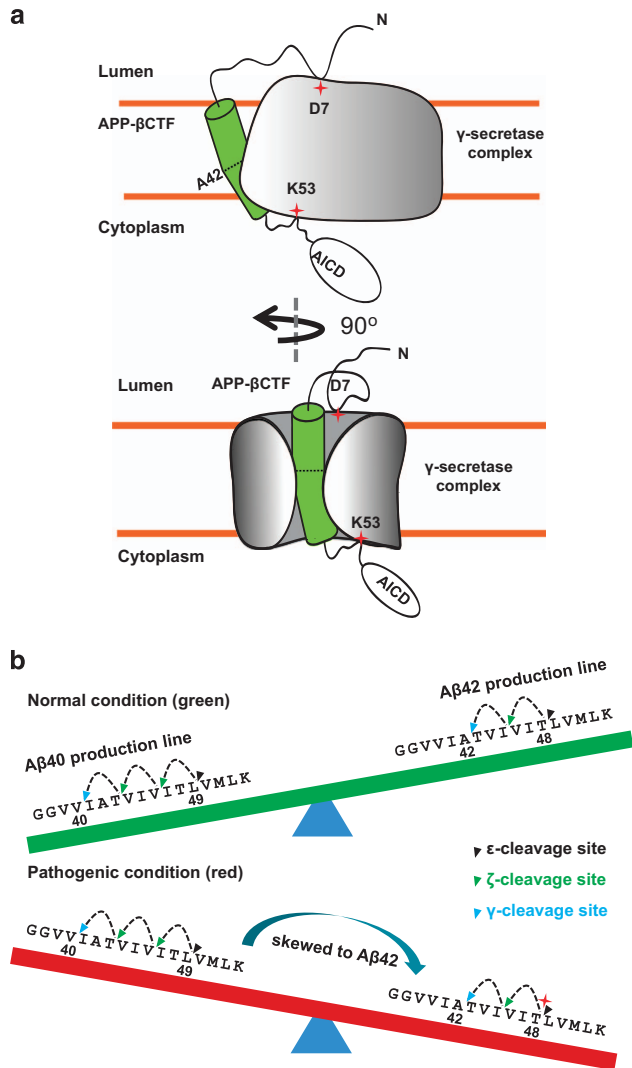 a
N
Lumen
D7
APP-βCTF
γ-secretase
complex
A42
K53
Cytoplasm
AICD
90o
N
Lumen
APP-βCTF
D7
γ-secretase
complex
K53
Cytoplasm
AICD
b
Normal condition (green)
Aβ42 production line
GGVVIATVIVITLVMLK
42 48
Aβ40 production line
GGVVIATVIVITLVMLK
40 49
Pathogenic condition (red)
ε-cleavage site
ζ-cleavage site
γ-cleavage site
GGVVIATVIVITLVMLK
40 49
skewed to Aβ42
GGVVIATVIVITLVMLK
42 48